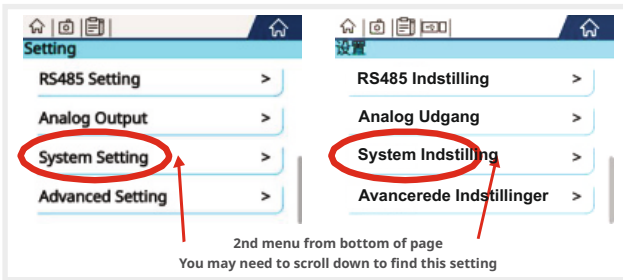 Setting
RS485 Setting >
Analog Output >
System Setting >
Advanced Setting >
设置
RS485 Indstilling >
Analog Udgang >
System Indstilling >
Avancerede Indstillinger >
2nd menu from bottom of page
You may need to scroll down to find this setting